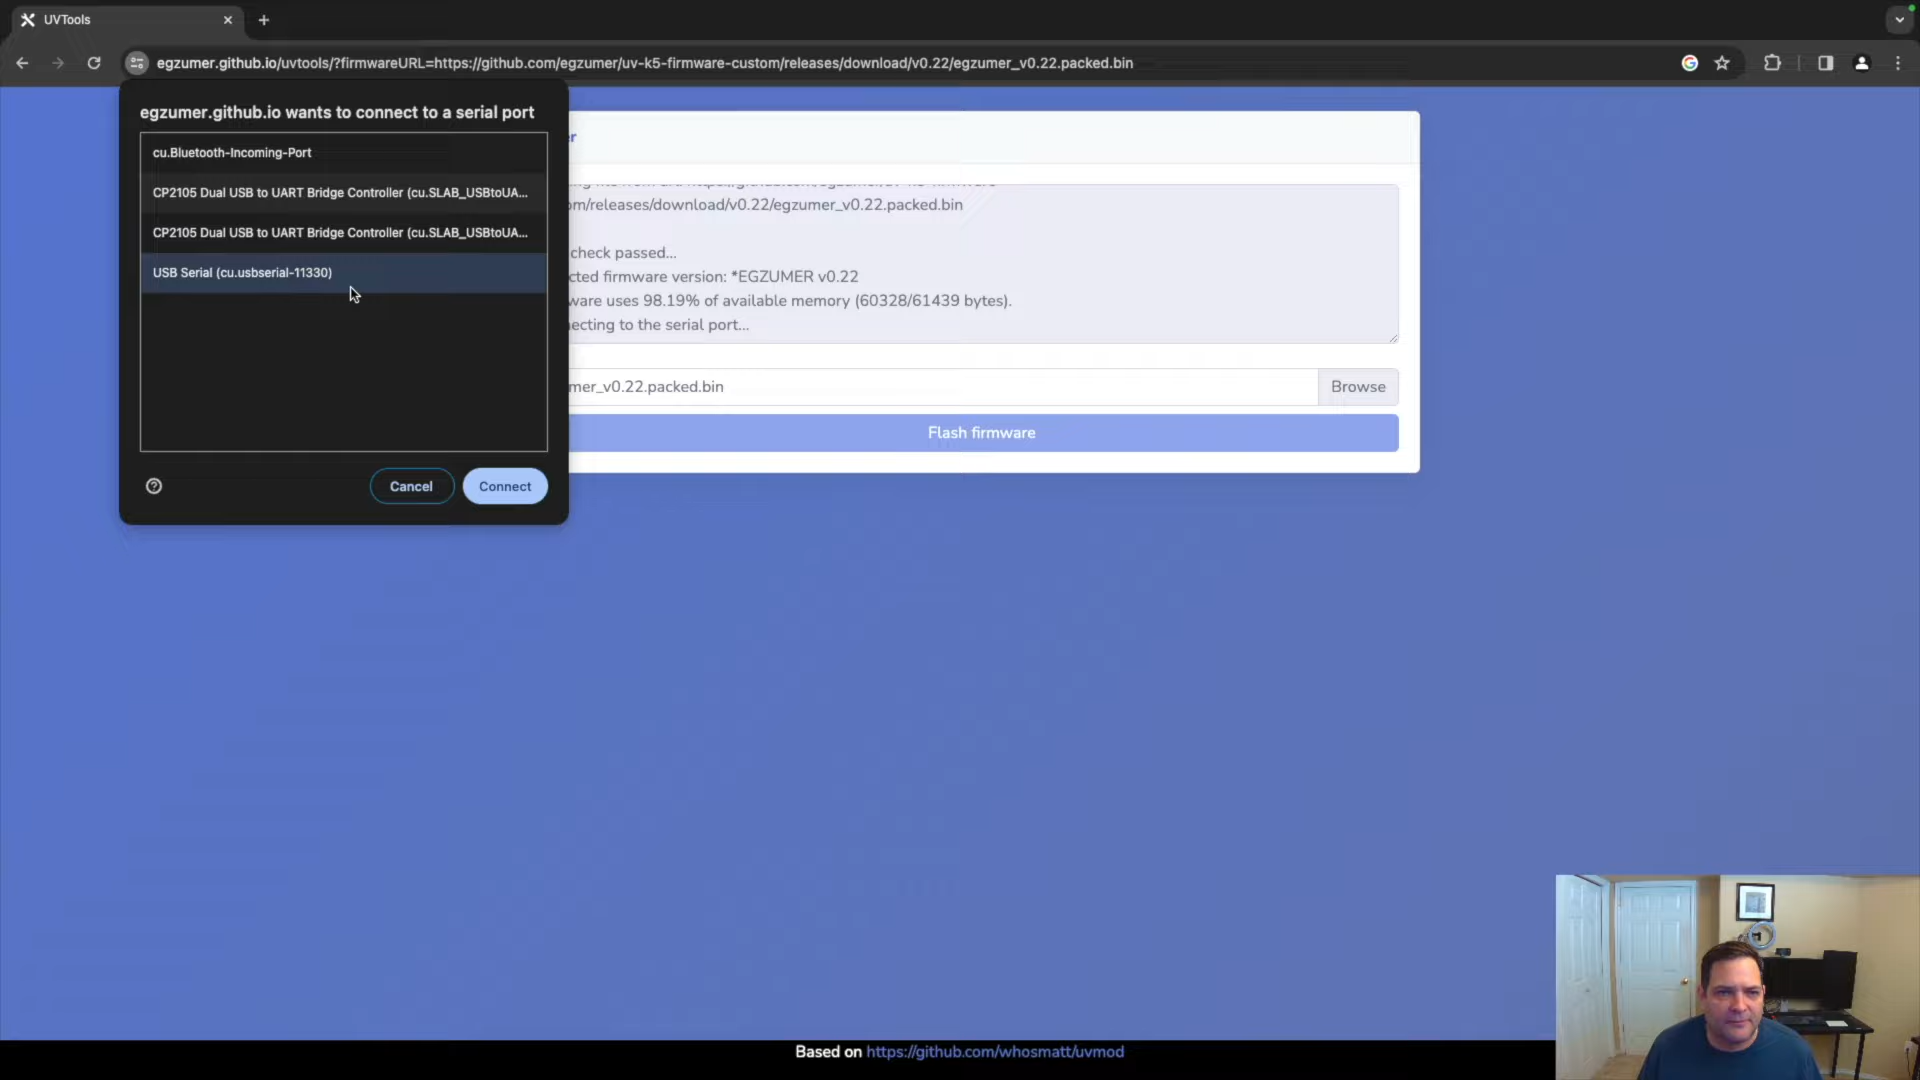 UVTools
egzumer.github.io/uvtools/?firmwareURL=https://github.com/egzumer/uv-k5-firmware-custom/releases/download/v0.22/egzumer_v0.22.packed.bin
egzumer.github.io wants to connect to a serial port
cu.Bluetooth-Incoming-Port
CP2105 Dual USB to UART Bridge Controller (cu.SLAB_USBtoUA...
CP2105 Dual USB to UART Bridge Controller (cu.SLAB_USBtoUA...
USB Serial (cu.usbserial-11330)
Cancel
Connect
r
om/releases/download/v0.22/egzumer_v0.22.packed.bin
check passed...
cted firmware version: *EGZUMER v0.22
ware uses 98.19% of available memory (60328/61439 bytes).
ecting to the serial port...
mer_v0.22.packed.bin
Browse
Flash firmware
Based on https://github.com/whosmatt/uvmod